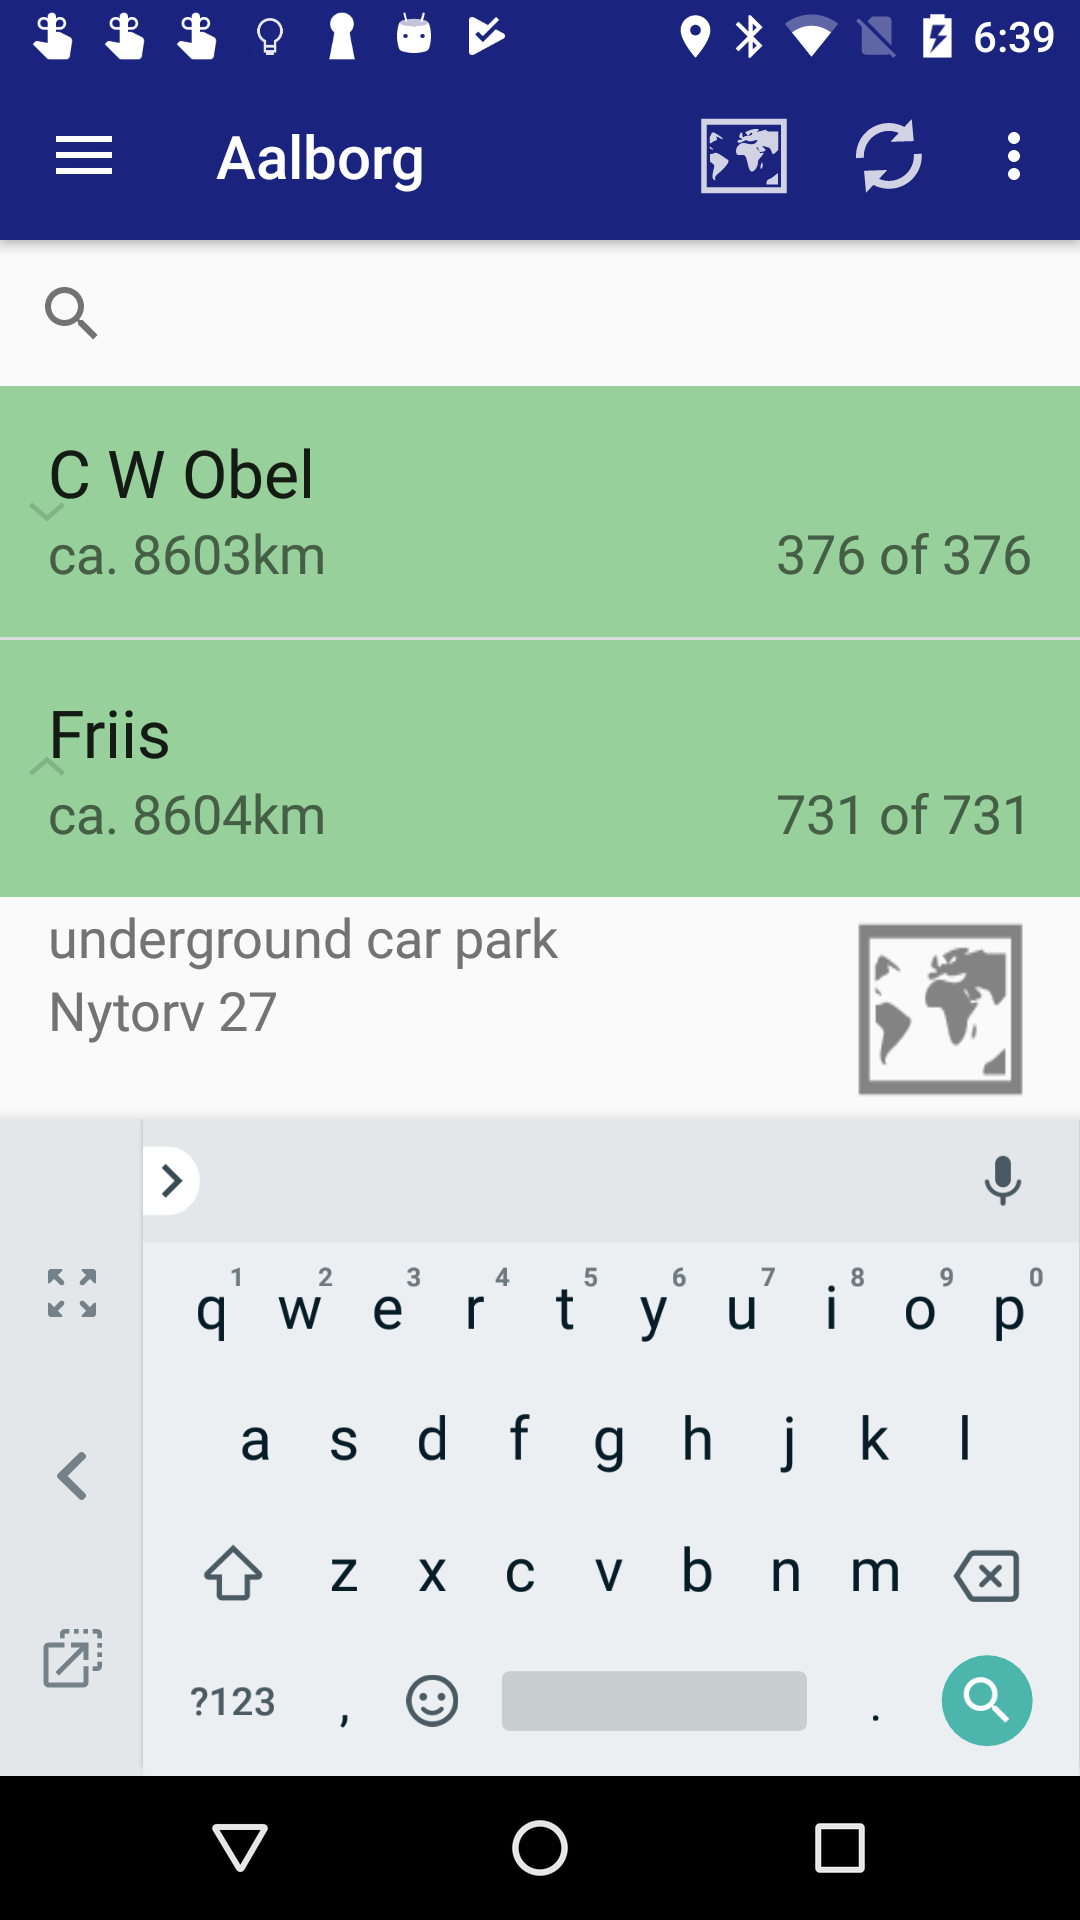 6:39
Aalborg
C W Obel
ca. 8603km 376 of 376
Friis
ca. 8604km 731 of 731
underground car park
Nytorv 27
1 2 3 4 5 6 7 8 9 0
q w e r t y u i o p
a s d f g h j k l
z x c v b n m
?123 , .